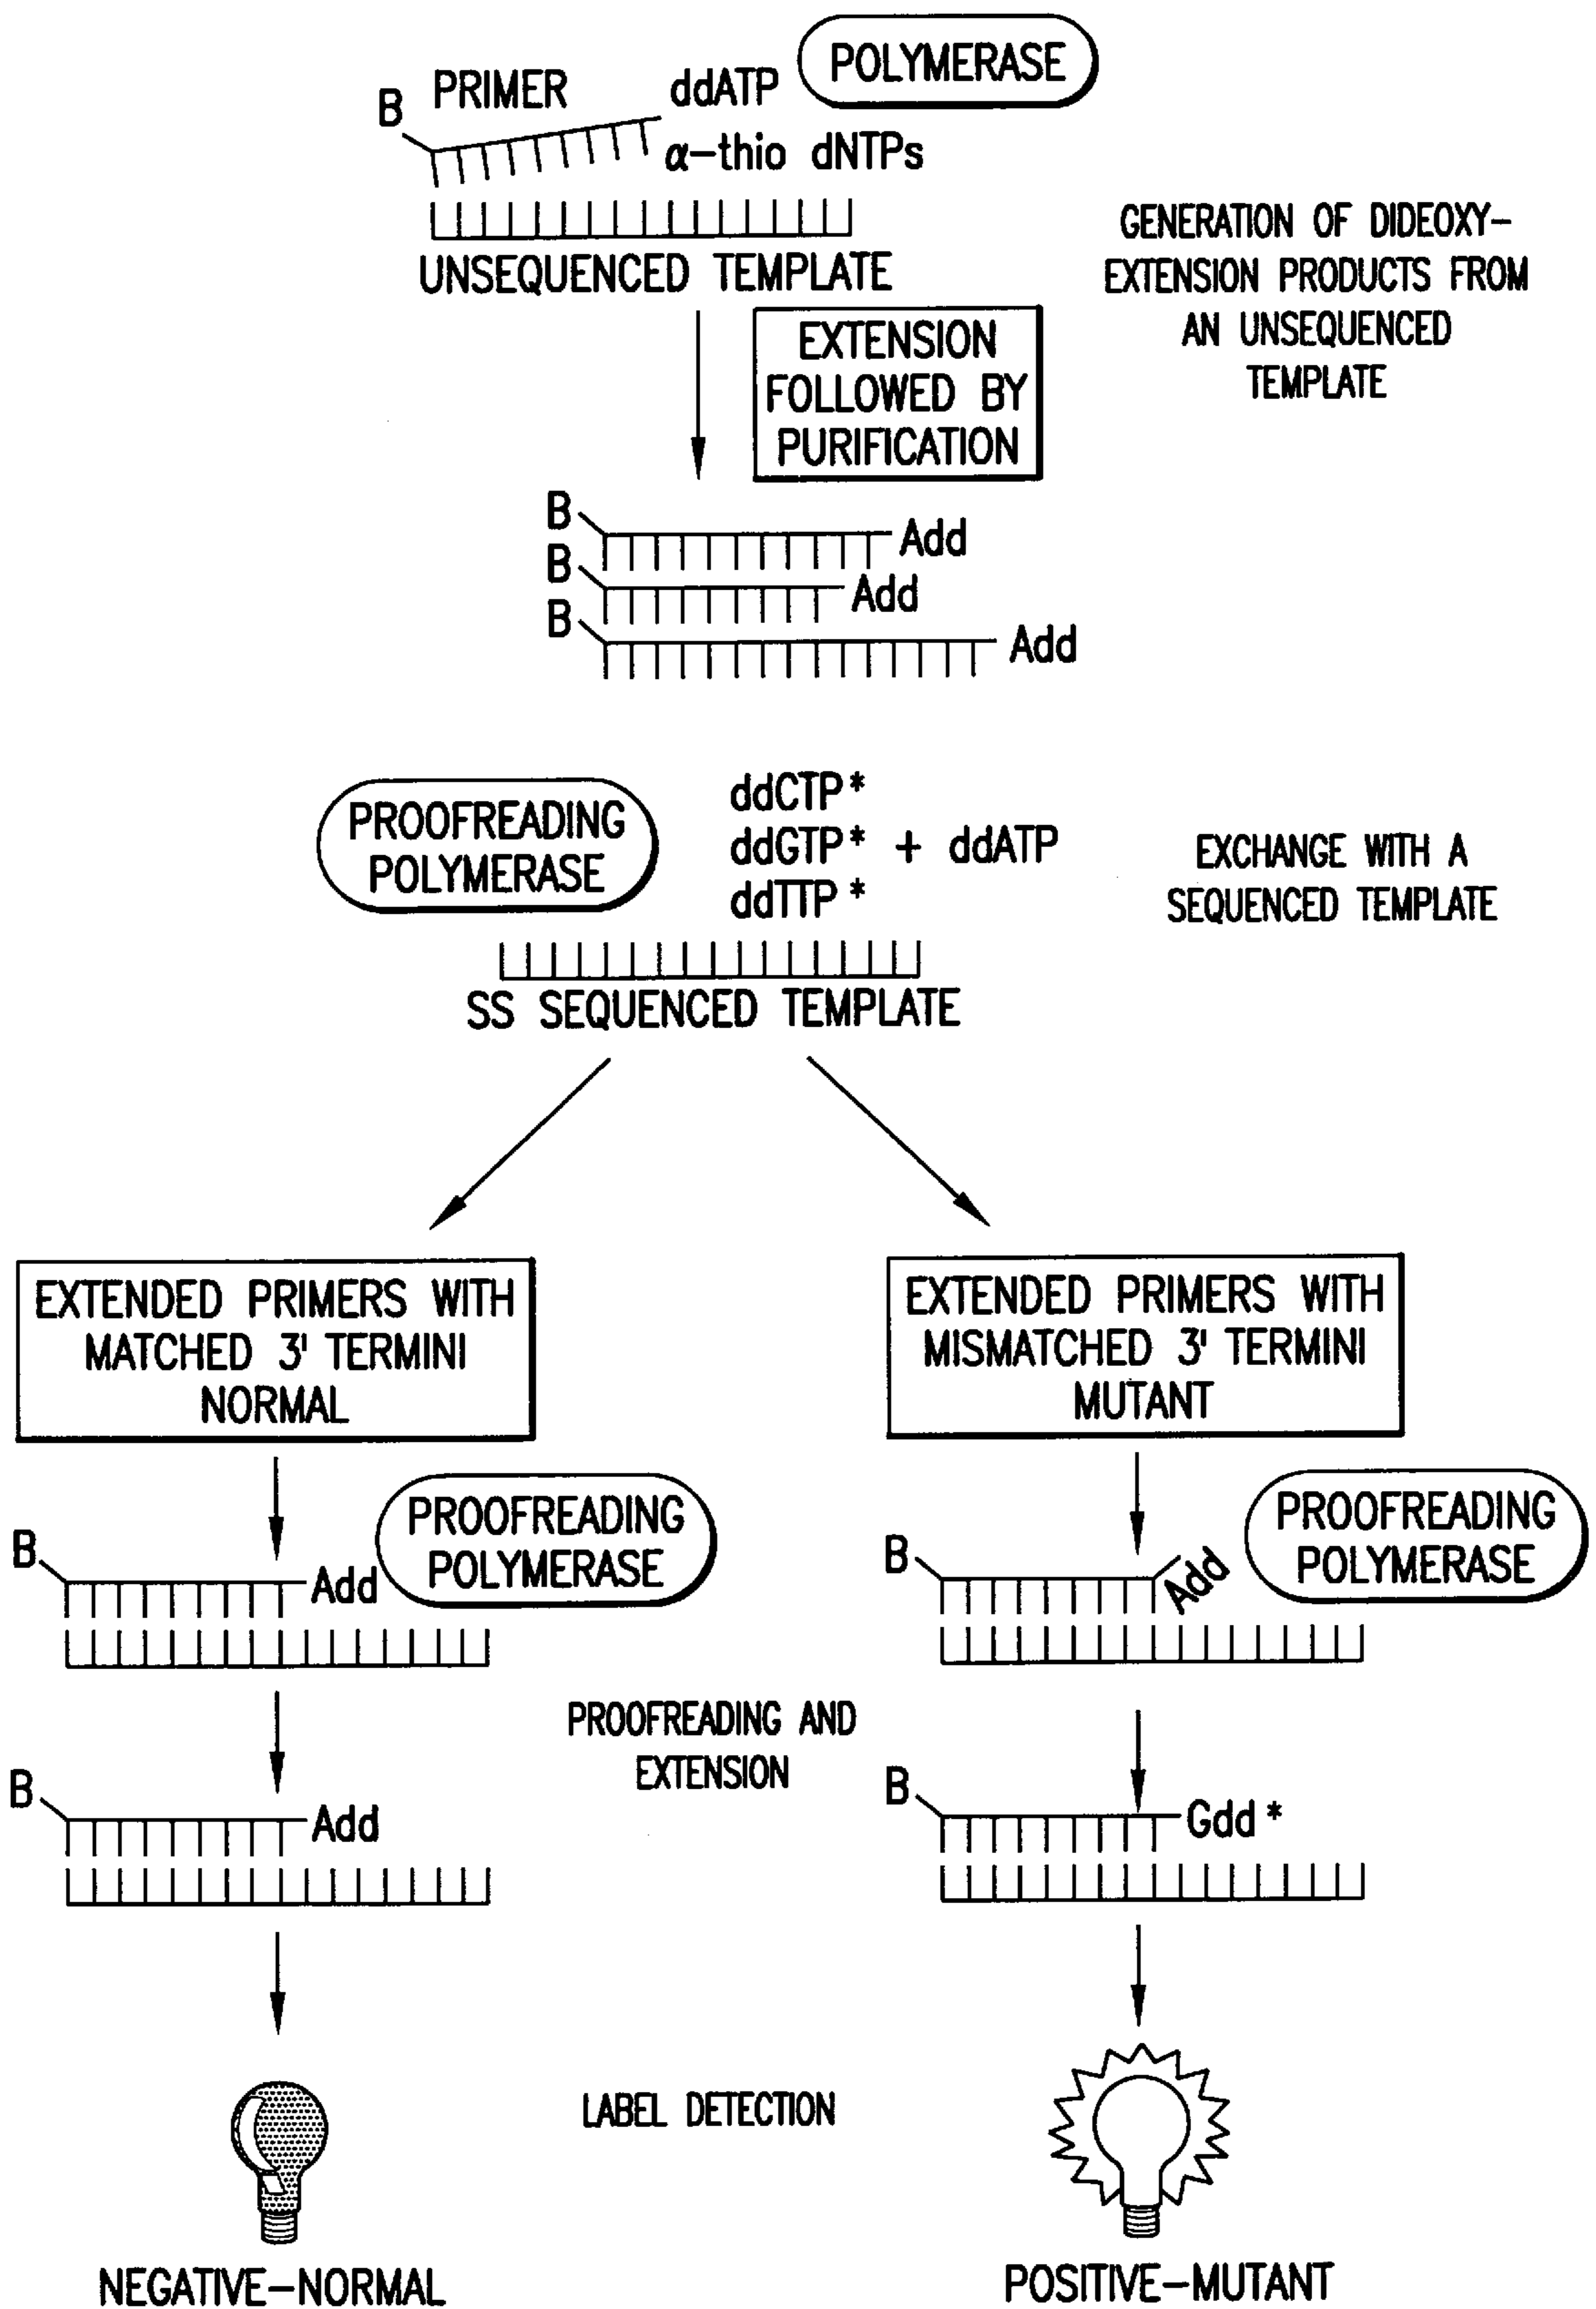 POLYMERASE
B PRIMER ddATP
α-thio dNTPs
UNSEQUENCED TEMPLATE
GENERATION OF DIDEOXY-
EXTENSION PRODUCTS FROM
AN UNSEQUENCED
TEMPLATE
EXTENSION
FOLLOWED BY
PURIFICATION
B Add
B Add
B Add
PROOFREADING
POLYMERASE
ddCTP*
ddGTP* + ddATP
ddTTP*
EXCHANGE WITH A
SEQUENCED TEMPLATE
SS SEQUENCED TEMPLATE
EXTENDED PRIMERS WITH
MATCHED 3' TERMINI
NORMAL
EXTENDED PRIMERS WITH
MISMATCHED 3' TERMINI
MUTANT
PROOFREADING
POLYMERASE
B Add
PROOFREADING
POLYMERASE
B Add
PROOFREADING AND
EXTENSION
B Add
B Gdd*
LABEL DETECTION
NEGATIVE-NORMAL
POSITIVE-MUTANT